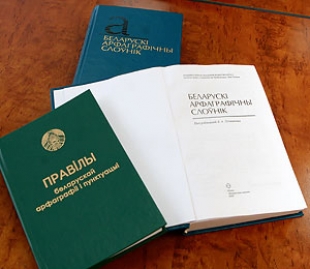 БЕЛАРУСКІ
АРФАГРАФІЧНЫ
СЛОЎНІК
БЕЛАРУСКІ
АРФАГРАФІЧНЫ
СЛОЎНІК
ПРАВІЛЫ
беларускай
арфаграфіі і пунктуацыі